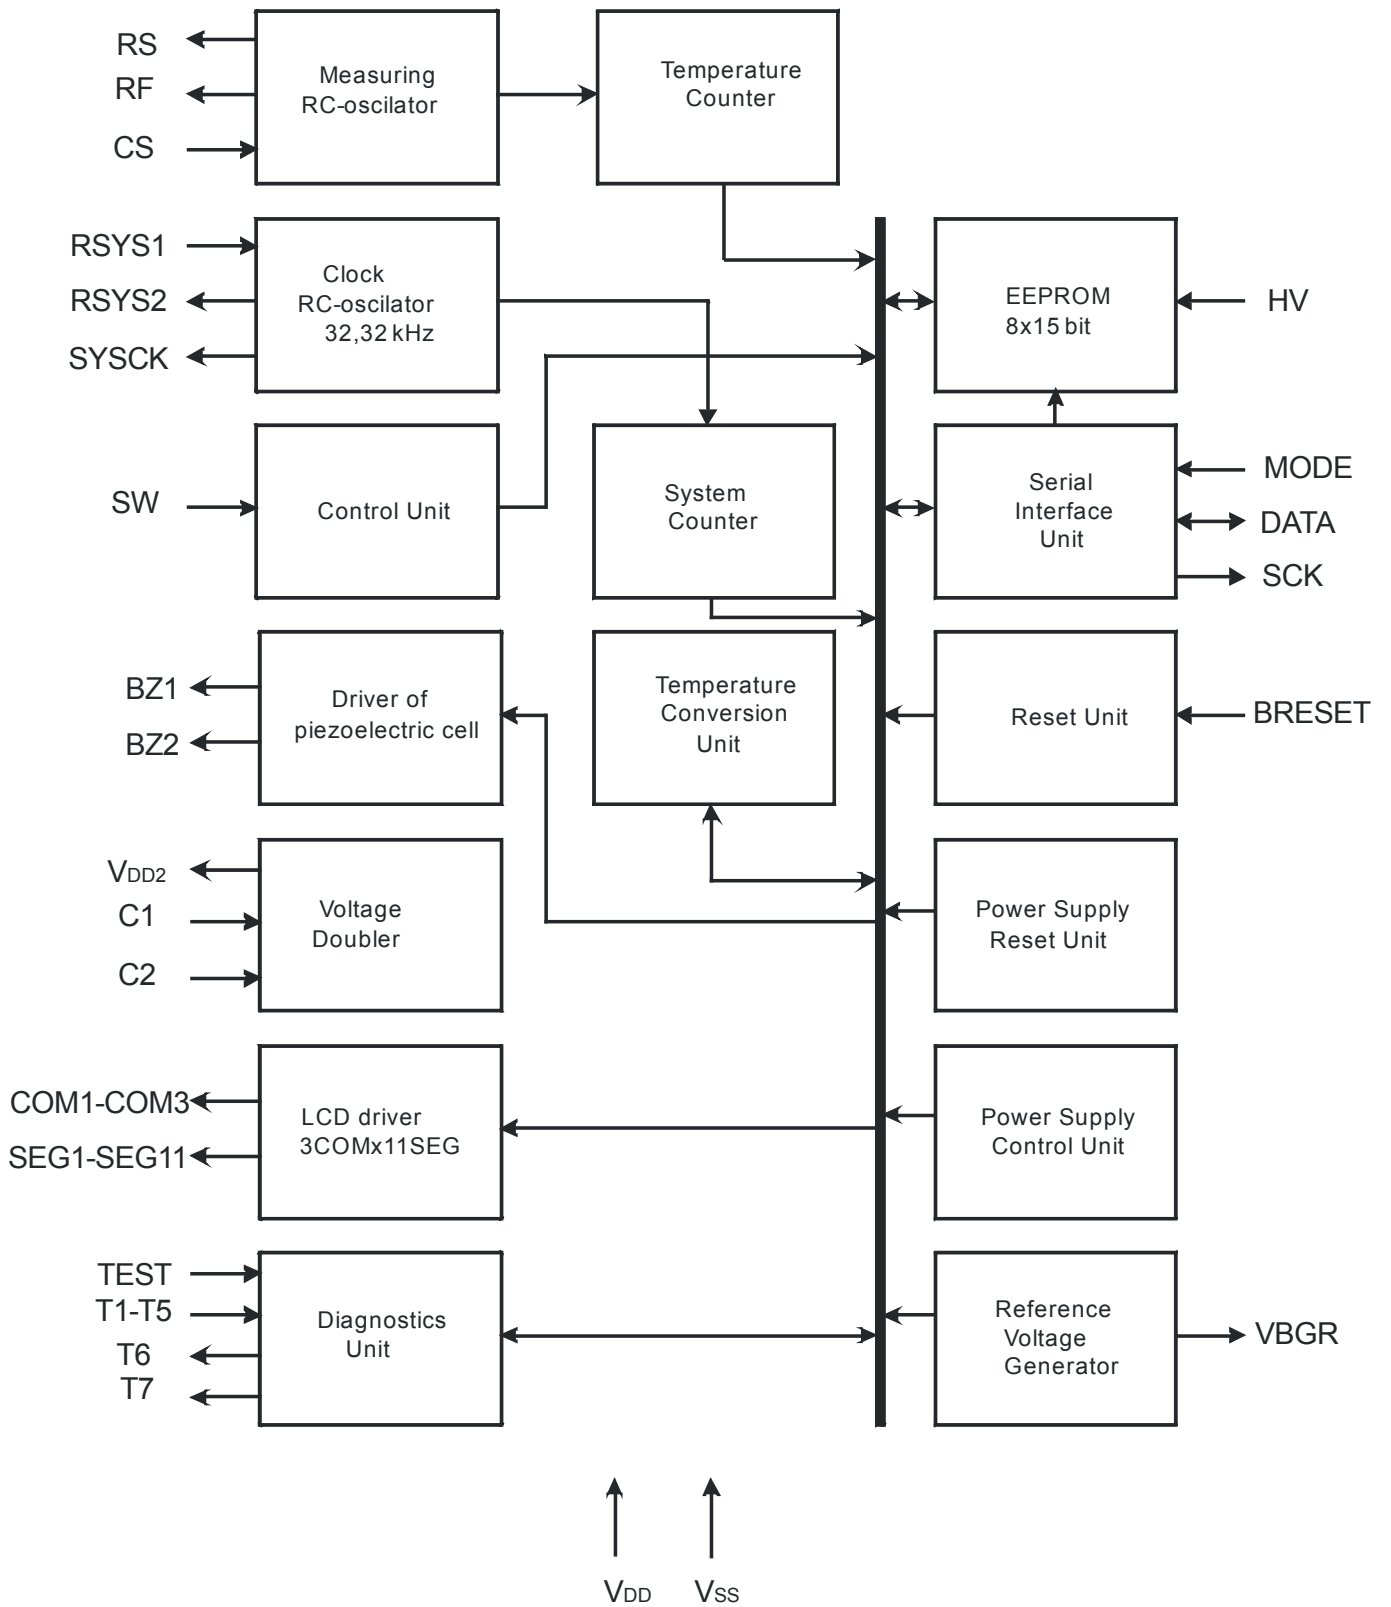 RS
RF
CS
Measuring
RC-oscilator
Temperature
Counter
RSYS1
RSYS2
SYSCK
Clock
RC-oscilator
32,32 kHz
EEPROM
8x15 bit
HV
SW
Control Unit
System
Counter
Serial
Interface
Unit
MODE
DATA
SCK
BZ1
BZ2
Driver of
piezoelectric cell
Temperature
Conversion
Unit
Reset Unit
BRESET
VDD2
C1
C2
Voltage
Doubler
Power Supply
Reset Unit
COM1-COM3
SEG1-SEG11
LCD driver
3COMx11SEG
Power Supply
Control Unit
TEST
T1-T5
T6
T7
Diagnostics
Unit
Reference
Voltage
Generator
VBGR
VDD
VSS